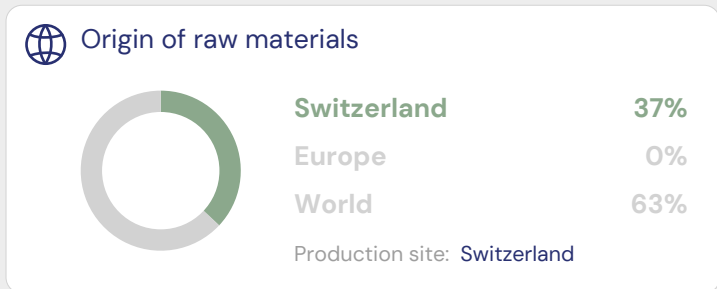 Origin of raw materials
Switzerland 37%
Europe 0%
World 63%
Production site: Switzerland